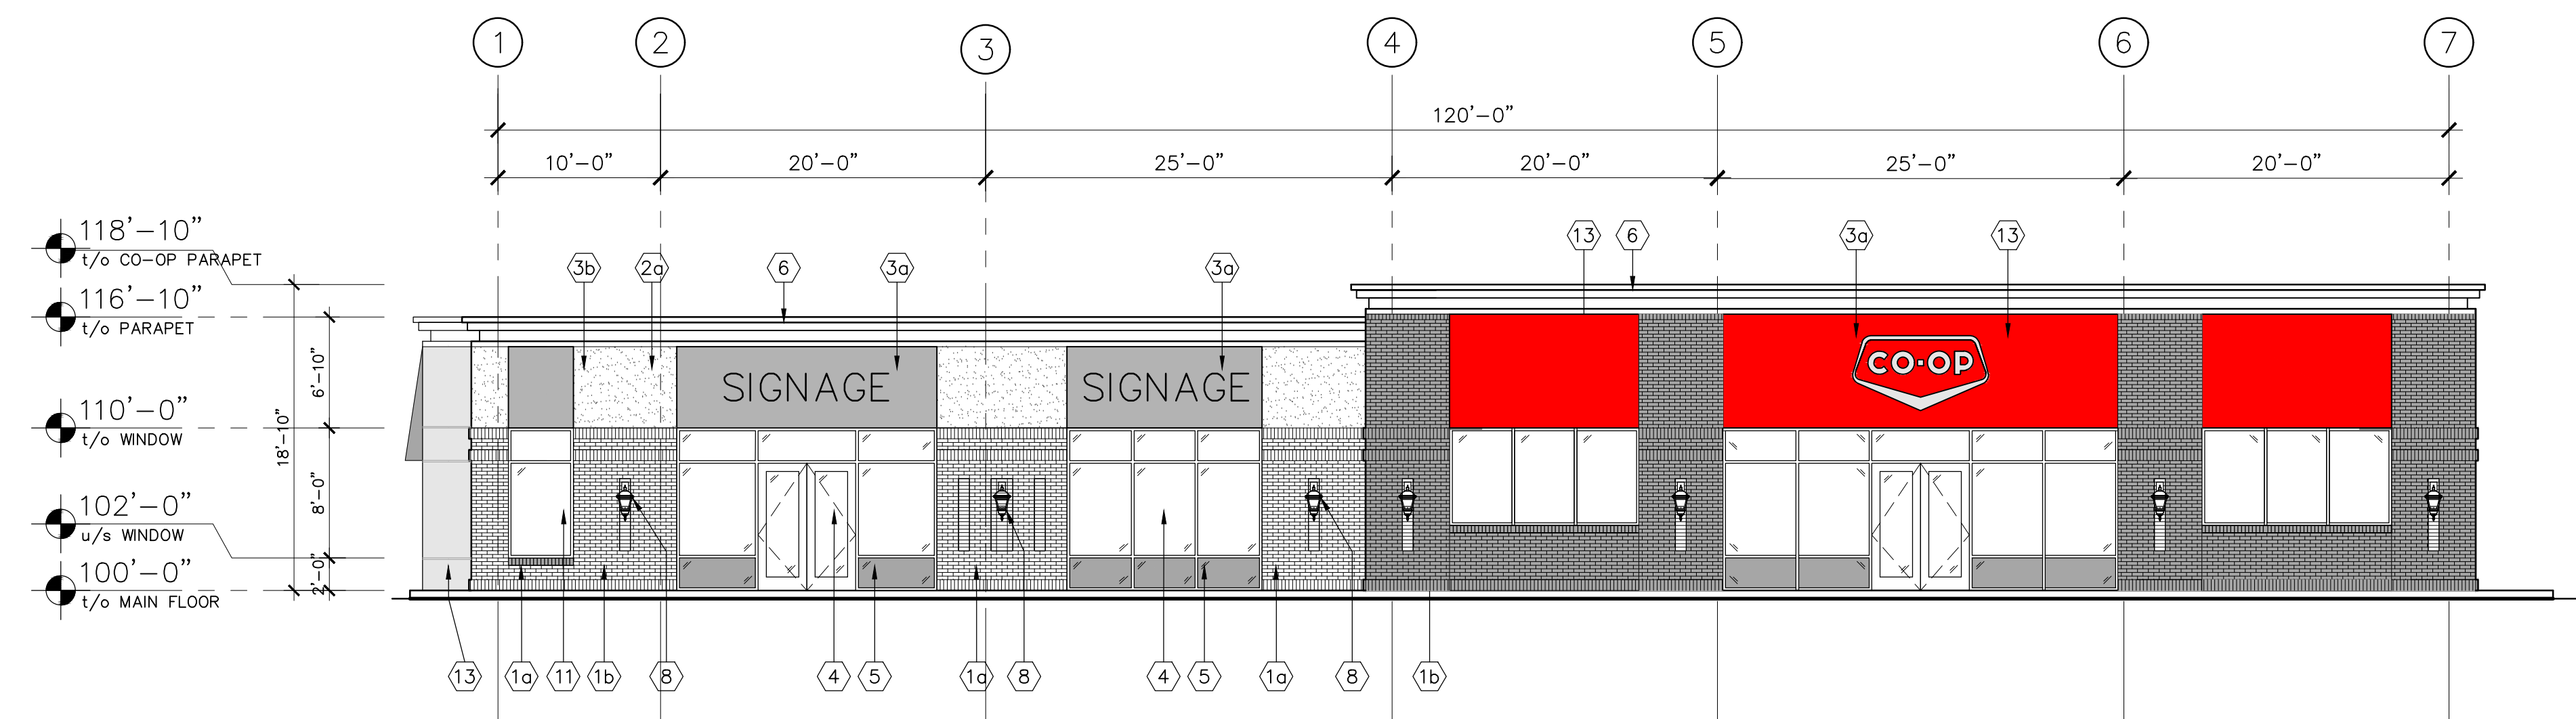 1 2 3 4 5 6 7
120'-0"
10'-0" 20'-0" 25'-0" 20'-0" 25'-0" 20'-0"
118'-10"
t/o CO-OP PARAPET
116'-10"
t/o PARAPET
110'-0"
t/o WINDOW
102'-0"
u/s WINDOW
100'-0"
t/o MAIN FLOOR
18'-10"
6'-10"
8'-0"
2'-0"
13 6 3a 13
3b 2a 6 3a 3a
SIGNAGE SIGNAGE
CO-OP
13 1a 11 1b 8 4 5 1a 8 4 5 1a 8 1b